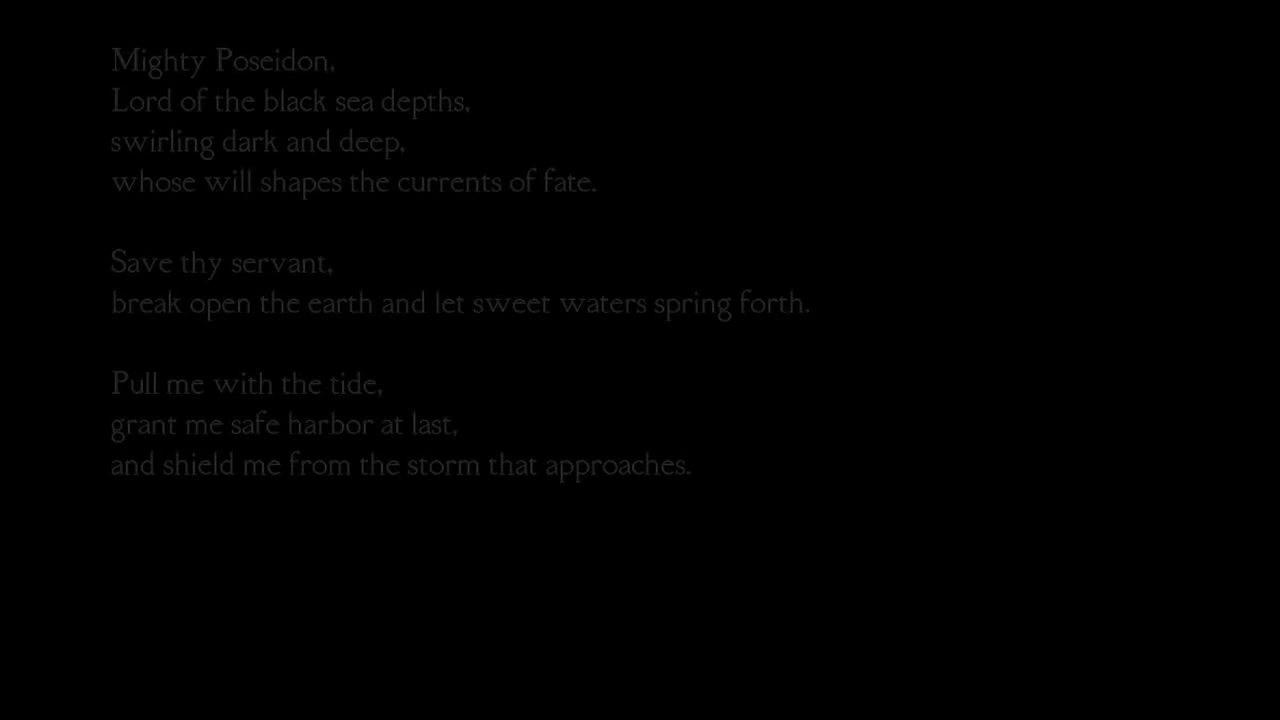 Mighty Poseidon,
Lord of the black sea depths,
swirling dark and deep,
whose will shapes the currents of fate.
Save thy servant,
break open the earth and let sweet waters spring forth.
Pull me with the tide,
grant me safe harbor at last,
and shield me from the storm that approaches.